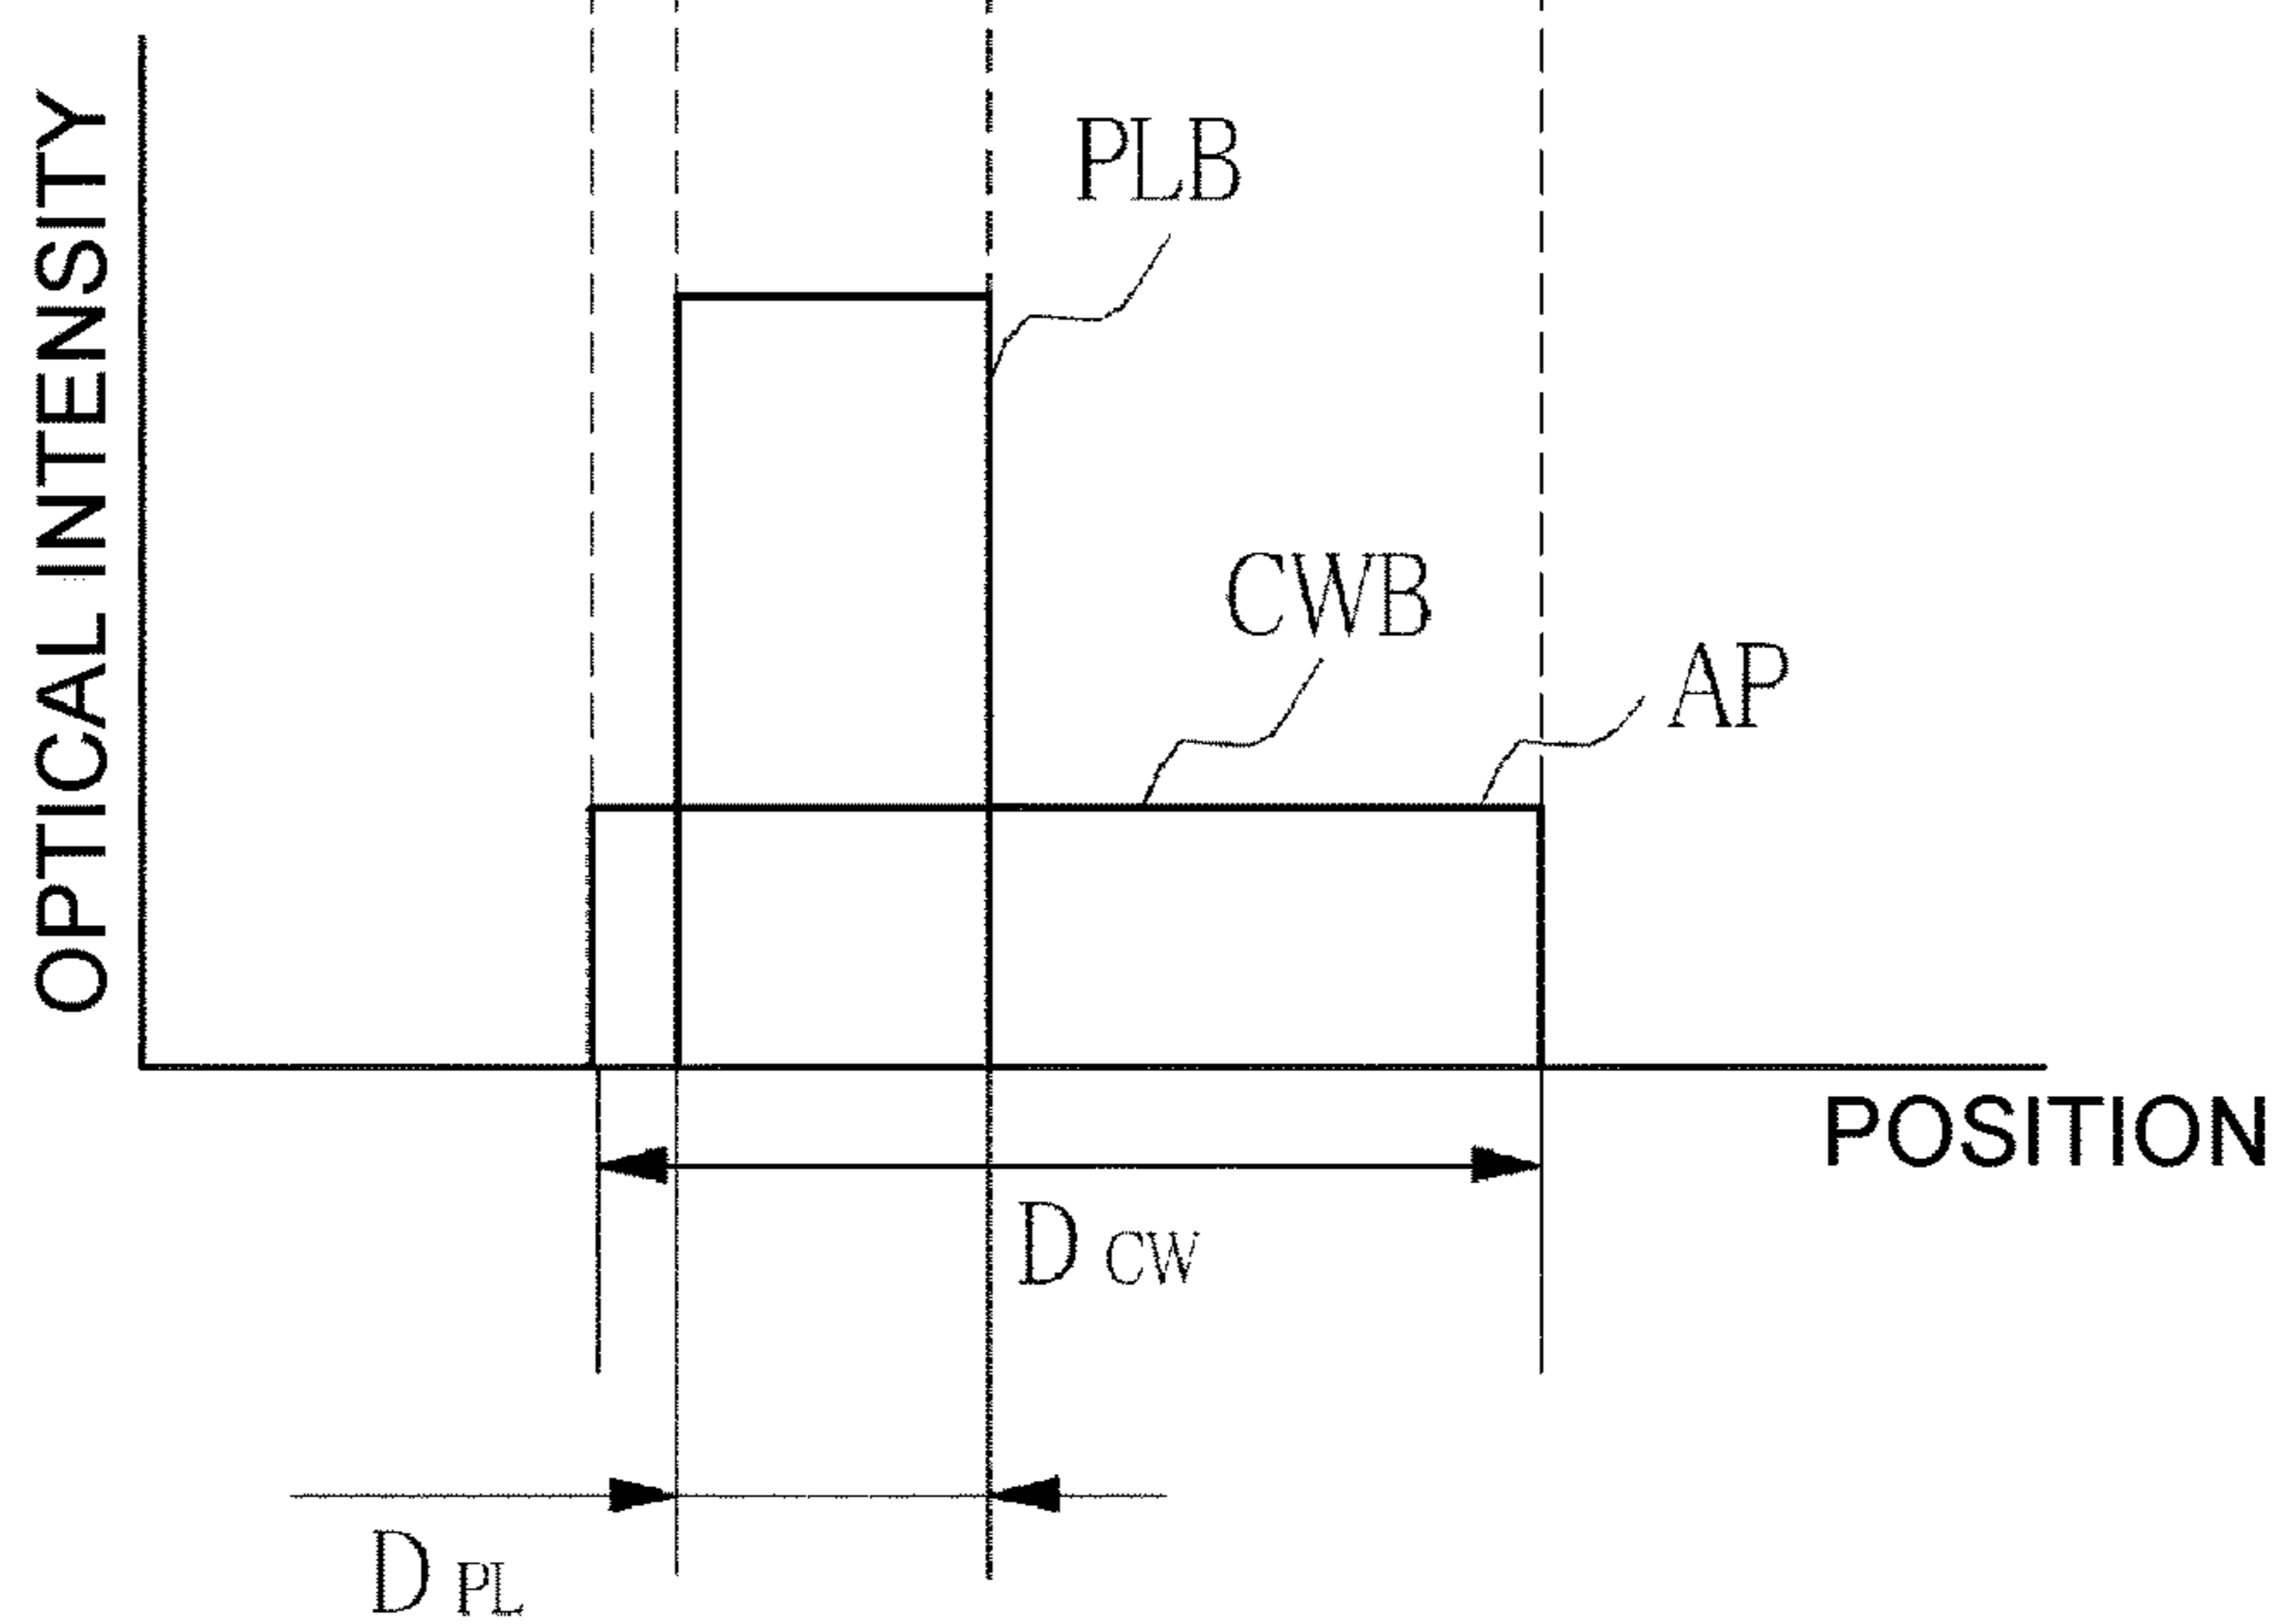 OPTICAL INTENSITY
PLB
CWB
AP
POSITION
D CW
D PL